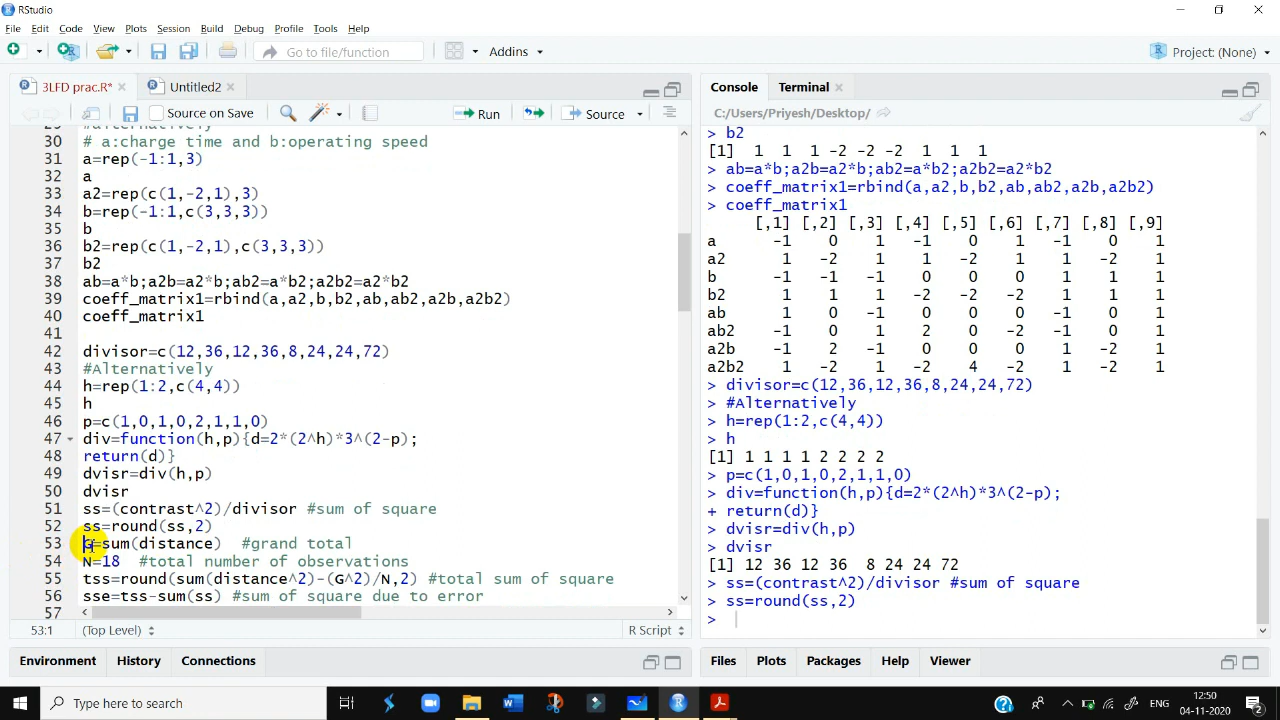 RStudio
File Edit Code View Plots Session Build Debug Profile Tools Help
Go to file/function
Addins
Project: (None)
3LFD prac.R*
Untitled2
Source on Save
Run
Source
29 #alternatively
30 # a:charge time and b:operating speed
31 a=rep(-1:1,3)
32 a
33 a2=rep(c(1,-2,1),3)
34 b=rep(-1:1,c(3,3,3))
35 b
36 b2=rep(c(1,-2,1),c(3,3,3))
37 b2
38 ab=a*b;a2b=a2*b;ab2=a*b2;a2b2=a2*b2
39 coeff_matrix1=rbind(a,a2,b,b2,ab,ab2,a2b,a2b2)
40 coeff_matrix1
41
42 divisor=c(12,36,12,36,8,24,24,72)
43 #Alternatively
44 h=rep(1:2,c(4,4))
45 h
46 p=c(1,0,1,0,2,1,1,0)
47 div=function(h,p){d=2*(2^h)*3^(2-p);
48 return(d)}
49 dvisr=div(h,p)
50 dvisr
51 ss=(contrast^2)/divisor #sum of square
52 ss=round(ss,2)
53 G=sum(distance)  #grand total
54 N=18  #total number of observations
55 tss=round(sum(distance^2)-(G^2)/N,2) #total sum of square
56 sse=tss-sum(ss) #sum of square due to error
57
53:1 (Top Level) R Script
Environment History Connections
Console Terminal
C:/Users/Priyesh/Desktop/
> b2
[1]  1  1  1 -2 -2 -2  1  1  1
> ab=a*b;a2b=a2*b;ab2=a*b2;a2b2=a2*b2
> coeff_matrix1=rbind(a,a2,b,b2,ab,ab2,a2b,a2b2)
> coeff_matrix1
[,1] [,2] [,3] [,4] [,5] [,6] [,7] [,8] [,9]
a -1 0 1 -1 0 1 -1 0 1
a2 1 -2 1 1 -2 1 1 -2 1
b -1 -1 -1 0 0 0 1 1 1
b2 1 1 1 -2 -2 -2 1 1 1
ab 1 0 -1 0 0 0 -1 0 1
ab2 -1 0 1 2 0 -2 -1 0 1
a2b -1 2 -1 0 0 0 1 -2 1
a2b2 1 -2 1 -2 4 -2 1 -2 1
> divisor=c(12,36,12,36,8,24,24,72)
> #Alternatively
> h=rep(1:2,c(4,4))
> h
[1] 1 1 1 1 2 2 2 2
> p=c(1,0,1,0,2,1,1,0)
> div=function(h,p){d=2*(2^h)*3^(2-p);
+ return(d)}
> dvisr=div(h,p)
> dvisr
[1] 12 36 12 36  8 24 24 72
> ss=(contrast^2)/divisor #sum of square
> ss=round(ss,2)
>
Files Plots Packages Help Viewer
Type here to search
ENG
12:50
04-11-2020
2